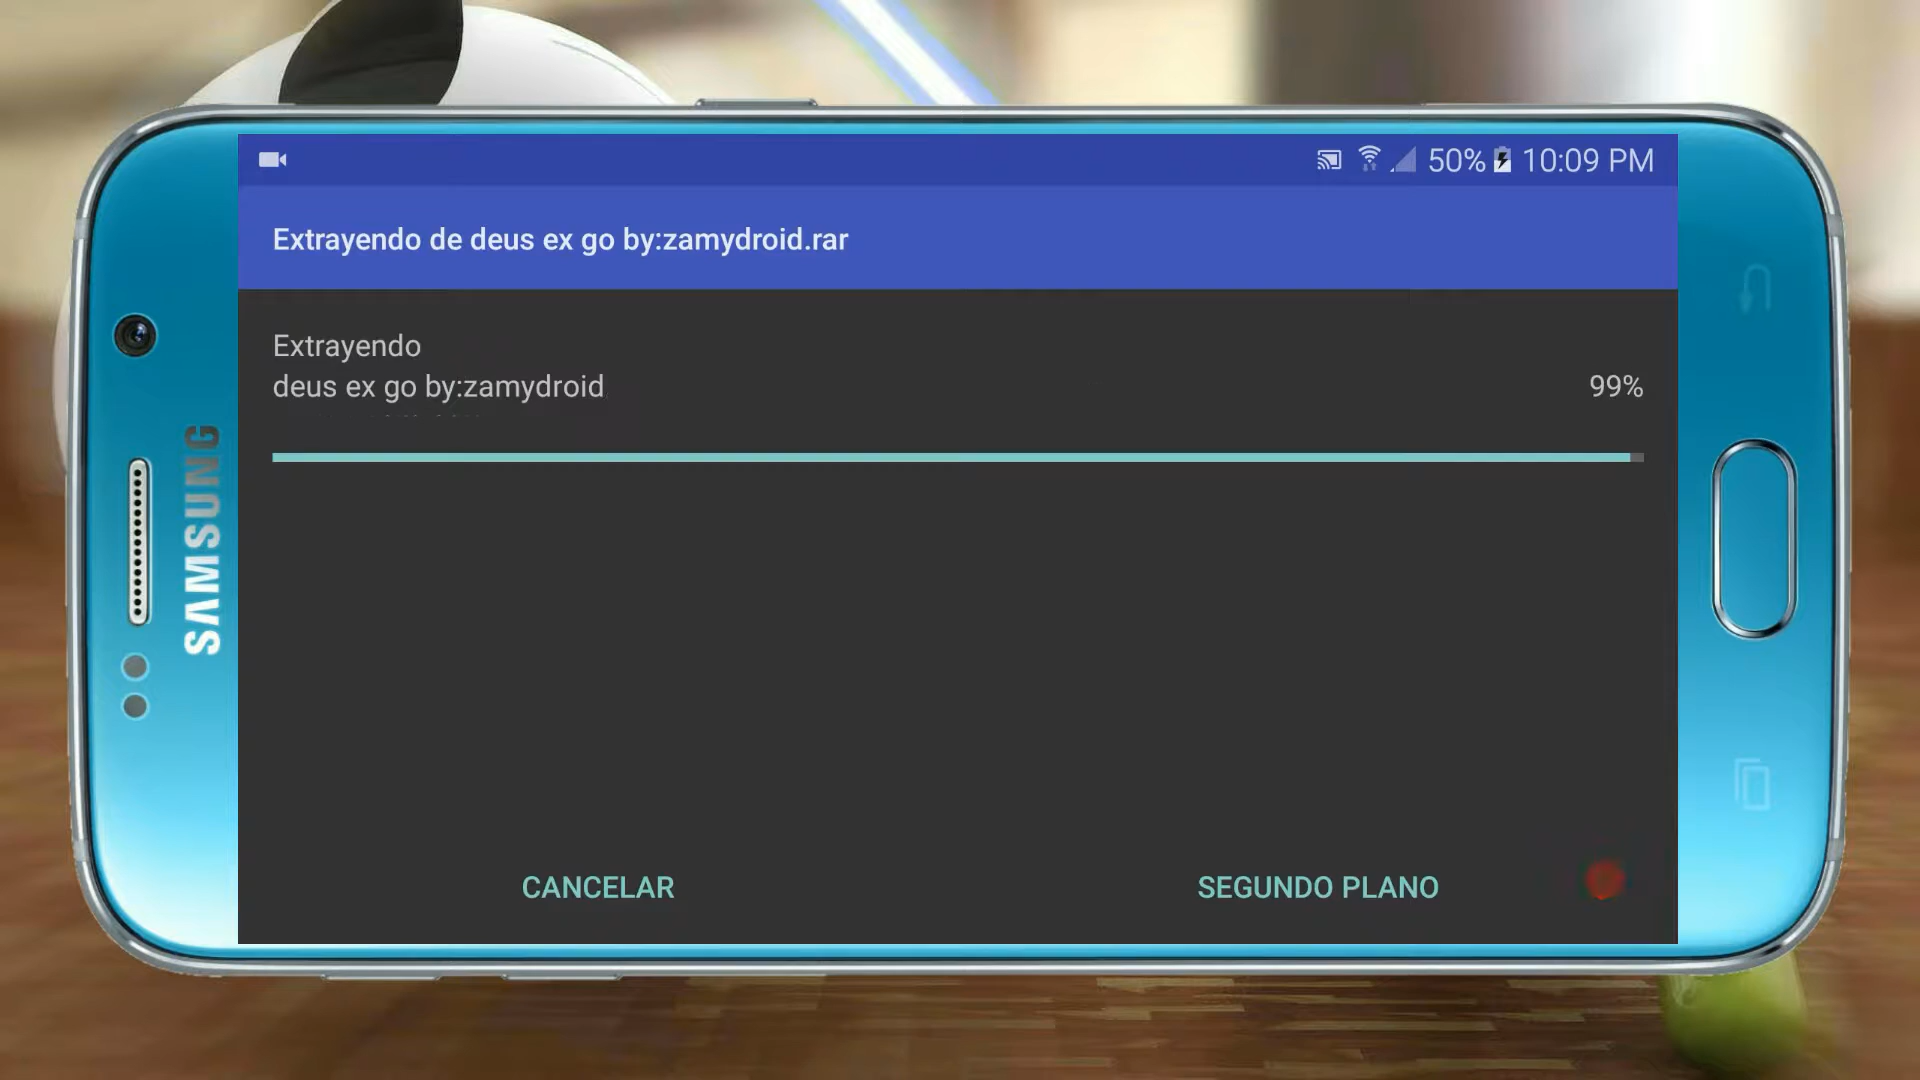 50% 10:09 PM
Extrayendo de deus ex go by:zamydroid.rar
Extrayendo
deus ex go by:zamydroid
99%
CANCELAR
SEGUNDO PLANO
SAMSUNG